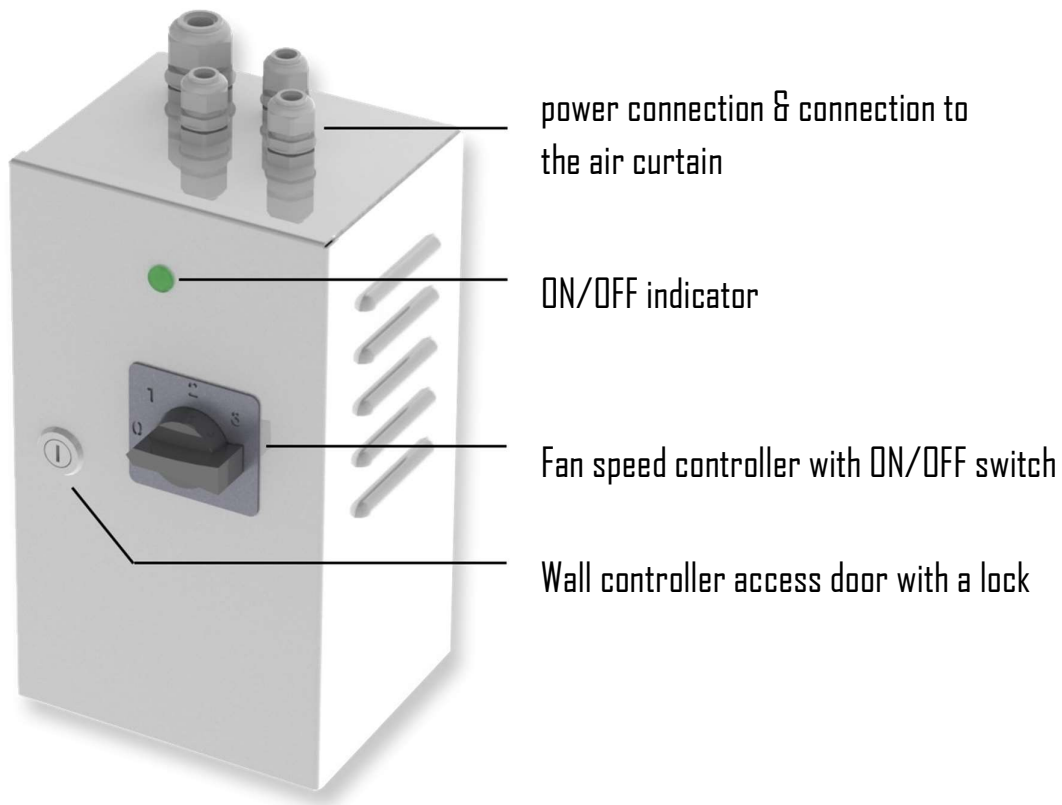 power connection & connection to
the air curtain
ON/OFF indicator
0 1 2 3
Fan speed controller with ON/OFF switch
Wall controller access door with a lock